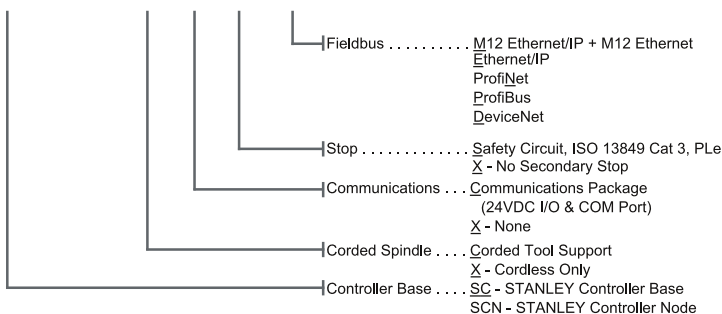 Fieldbus . . . . . . . . . . M12 Ethernet/IP + M12 Ethernet
Ethernet/IP
ProfiNet
ProfiBus
DeviceNet
Stop . . . . . . . . . . . . . Safety Circuit, ISO 13849 Cat 3, PLe
X - No Secondary Stop
Communications . . . Communications Package
(24VDC I/O & COM Port)
X - None
Corded Spindle . . . . Corded Tool Support
X - Cordless Only
Controller Base . . . . SC - STANLEY Controller Base
SCN - STANLEY Controller Node